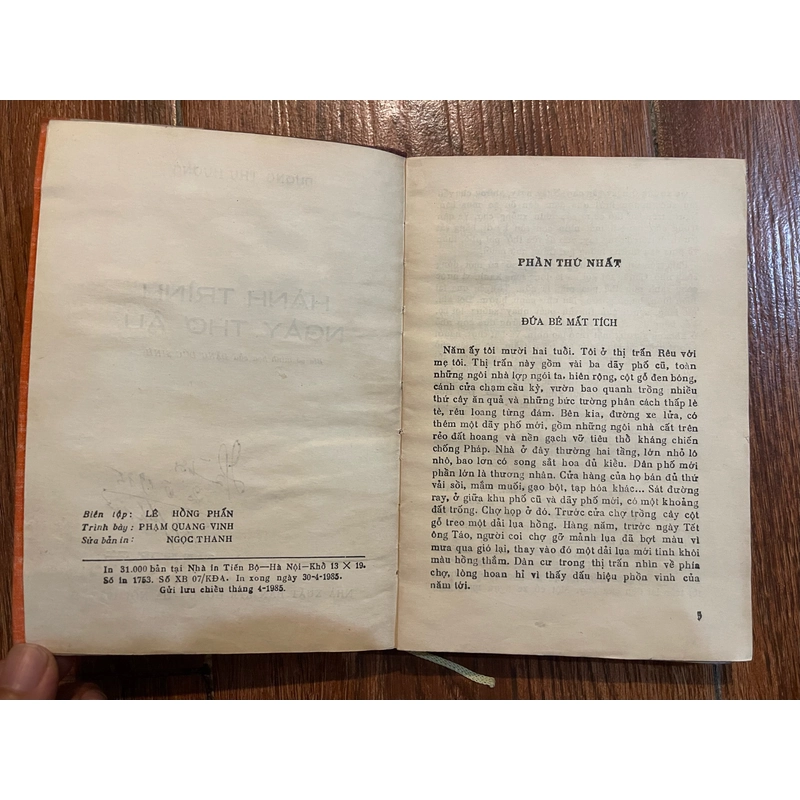 Biên tập: LÊ HỒNG PHẤN
Trình bày: PHẠM QUANG VINH
Sửa bản in: NGỌC THANH
In 31.000 bản tại Nhà in Tiến Bộ—Hà Nội—Khổ 13 × 19.
Số in 1753. Số XB 07/KĐA. In xong ngày 30-4-1985.
Gửi lưu chiểu tháng 4-1985.
PHẦN THỨ NHẤT
ĐỨA BÉ MẤT TÍCH
Năm ấy tôi mười hai tuổi. Tôi ở thị trấn Rêu với
mẹ tôi. Thị trấn này gồm vài ba dãy phố cũ, toàn
những ngôi nhà lợp ngói ta, hiên rộng, cột gỗ đen bóng,
cánh cửa chạm cầu kỳ, vườn bao quanh trồng nhiều
thứ cây ăn quả và những bức tường phân cách thấp lè
tè, rêu loang từng đám. Bên kia, đường xe lửa, có
thêm một dãy phố mới, gồm những ngôi nhà cất trên
rẻo đất hoang và nền gạch vỡ tiêu thổ kháng chiến
chống Pháp. Nhà ở đây thường hai tầng, lớn nhỏ lô
nhô, bao lơn có song sắt hoa đủ kiểu. Dân phố mới
phần lớn là thương nhân. Cửa hàng của họ bán đủ thứ
vải sồi, mắm muối, gạo bột, tạp hóa khác... Sát đường
ray, ở giữa khu phố cũ và dãy phố mới, có một khoảng
đất trống. Chợ họp ở đó. Trước cửa chợ trồng cây cột
gỗ treo một dải lụa hồng. Hàng năm, trước ngày Tết
ông Táo, người coi chợ gỡ mảnh lụa đã bợt màu vì
mưa qua gió lại, thay vào đó một dải lụa mới tinh khôi
màu hồng thắm. Dân cư trong thị trấn nhìn về phía
chợ, lòng hoan hỉ vì thấy dấu hiệu phồn vinh của
năm tới.
5